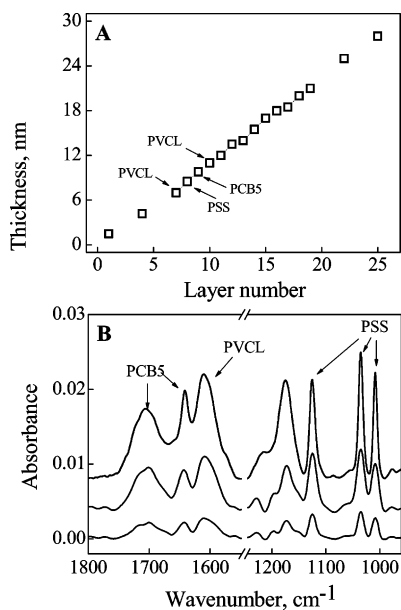 A
30
24
18
12
6
0
Thickness, nm
PVCL
PVCL
PCB5
PSS
0 5 10 15 20 25
Layer number
B
0.03
0.02
0.01
0.00
Absorbance
PCB5
PVCL
PSS
1800 1700 1600 1200 1100 1000
Wavenumber, cm-1